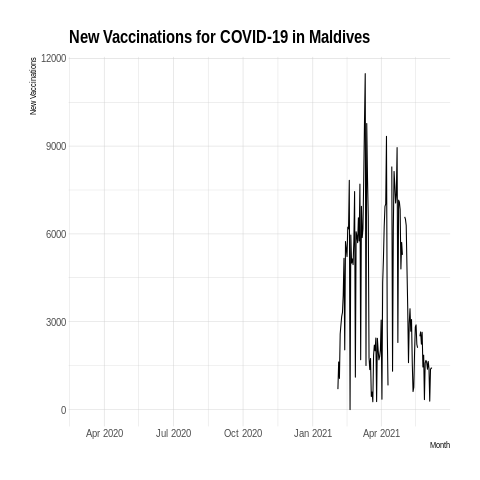 New Vaccinations for COVID-19 in Maldives
New Vaccinations
12000
9000
6000
3000
0
Apr 2020 Jul 2020 Oct 2020 Jan 2021 Apr 2021
Month